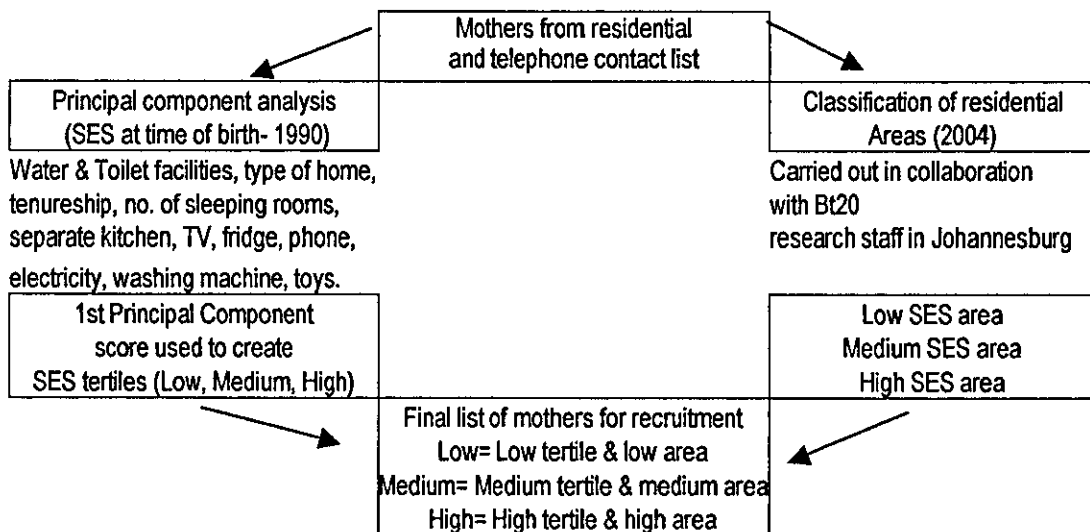 Mothers from residential
and telephone contact list
Principal component analysis
(SES at time of birth- 1990)
Water & Toilet facilities, type of home,
tenureship, no. of sleeping rooms,
separate kitchen, TV, fridge, phone,
electricity, washing machine, toys.
1st Principal Component
score used to create
SES tertiles (Low, Medium, High)
Classification of residential
Areas (2004)
Carried out in collaboration
with Bt20
research staff in Johannesburg
Low SES area
Medium SES area
High SES area
Final list of mothers for recruitment
Low= Low tertile & low area
Medium= Medium tertile & medium area
High= High tertile & high area